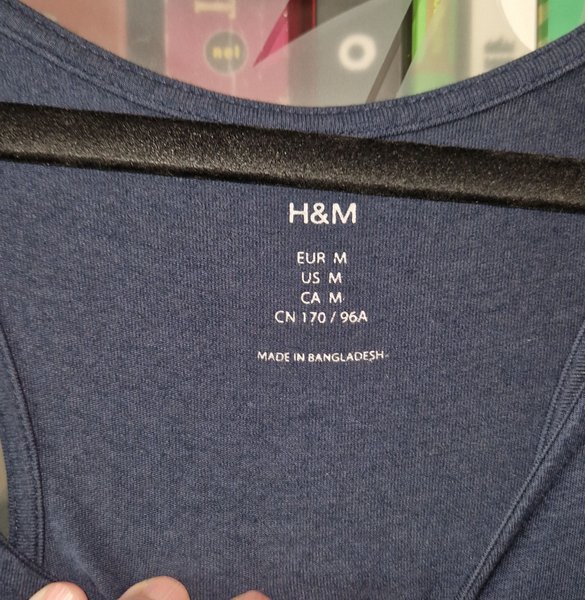 H&M
EUR M
US M
CA M
CN 170 / 96A
MADE IN BANGLADESH